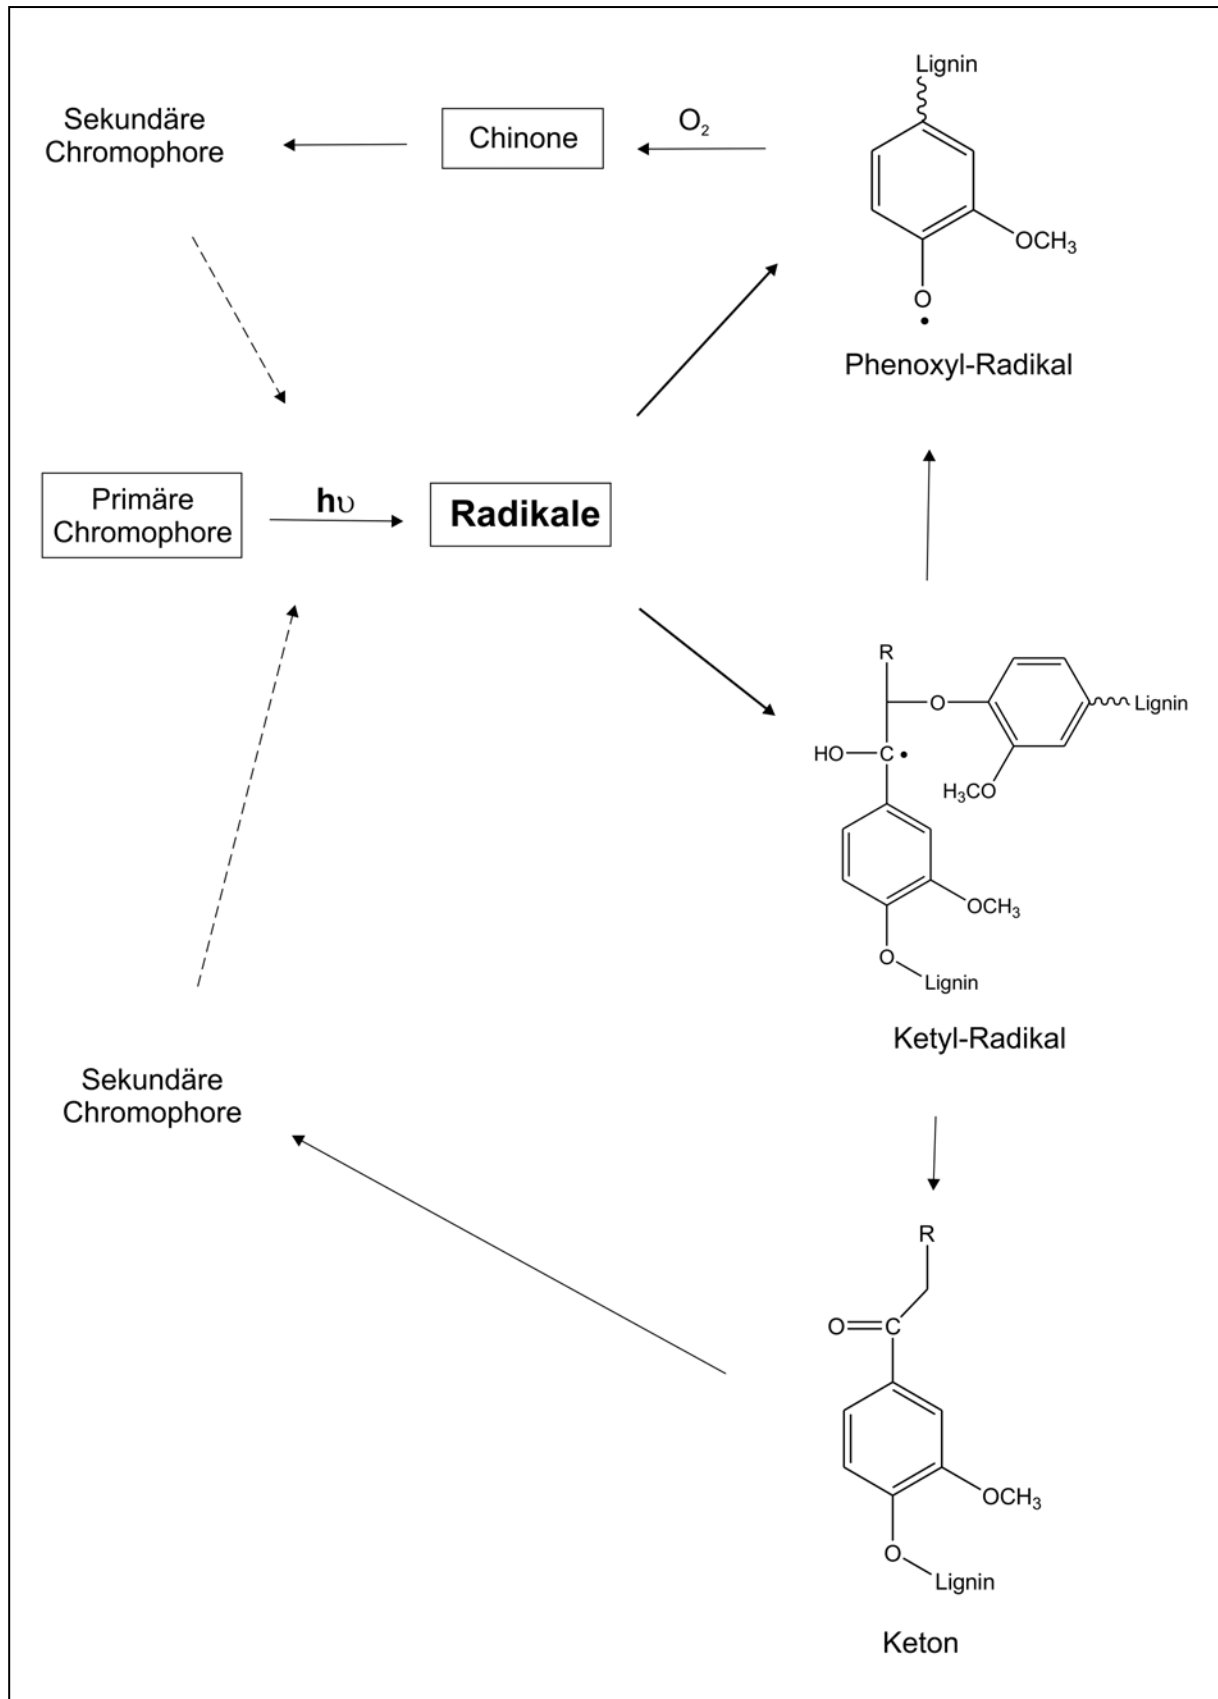 Lignin
Sekundäre
Chromophore
Chinone
O₂
OCH₃
O
•
Phenoxyl-Radikal
Primäre
Chromophore
hυ
Radikale
R
O
Lignin
HO
C•
H₃CO
OCH₃
O
Lignin
Ketyl-Radikal
Sekundäre
Chromophore
R
O
C
OCH₃
O
Lignin
Keton